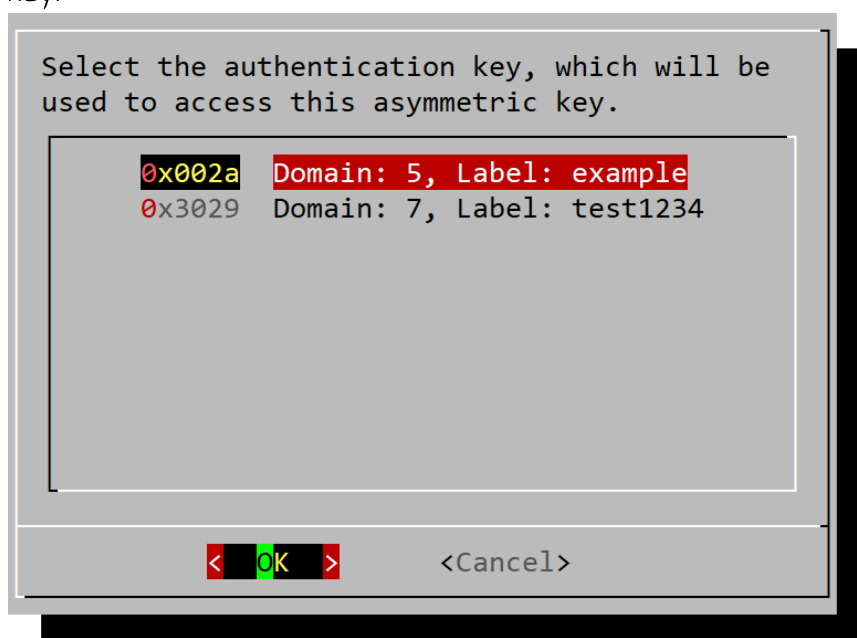 key.
Select the authentication key, which will be
used to access this asymmetric key.
0x002a Domain: 5, Label: example
0x3029 Domain: 7, Label: test1234
< OK > <Cancel>